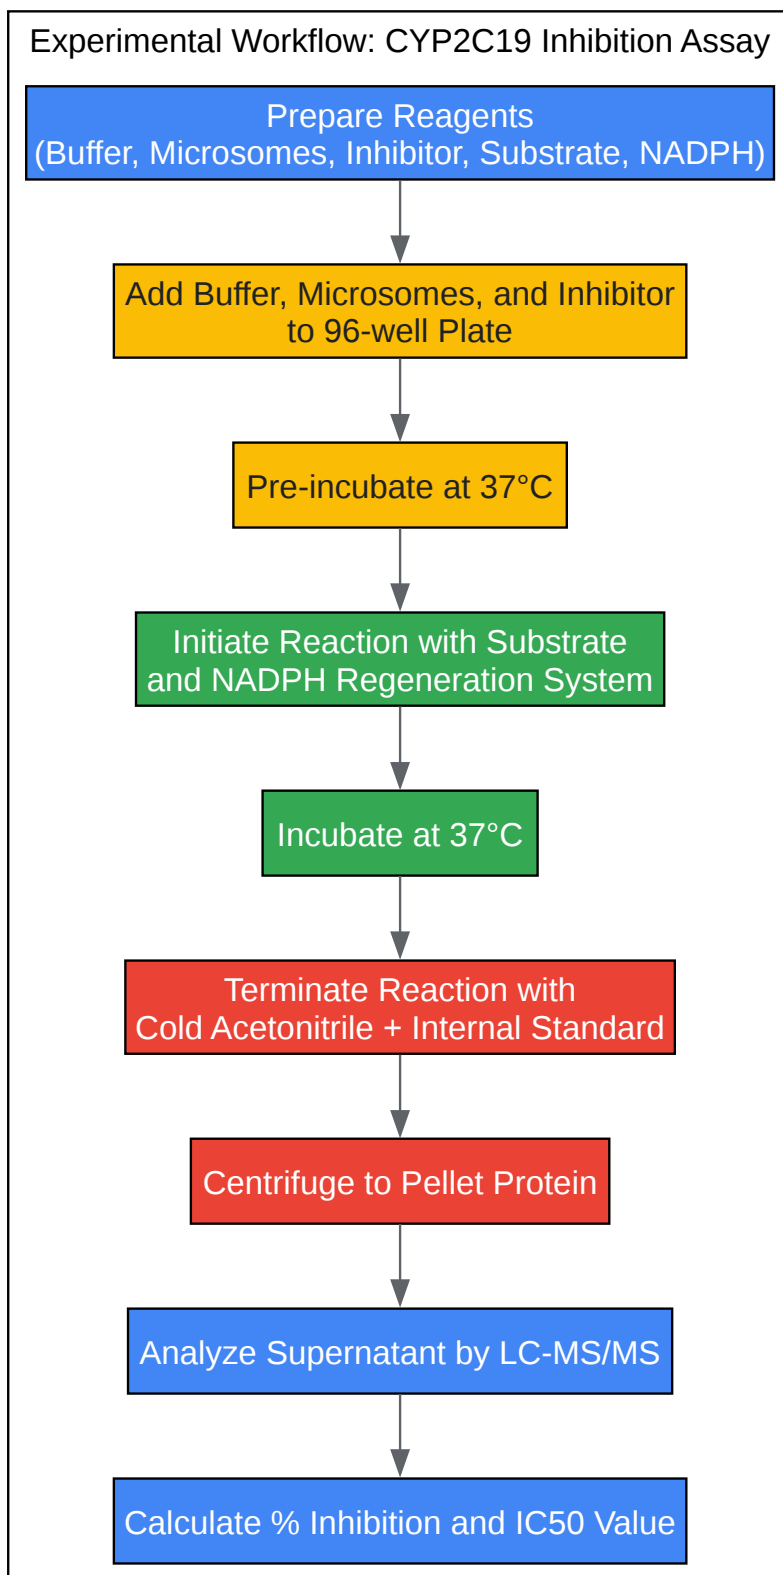 Experimental Workflow: CYP2C19 Inhibition Assay
Prepare Reagents
(Buffer, Microsomes, Inhibitor, Substrate, NADPH)
Add Buffer, Microsomes, and Inhibitor
to 96-well Plate
Pre-incubate at 37°C
Initiate Reaction with Substrate
and NADPH Regeneration System
Incubate at 37°C
Terminate Reaction with
Cold Acetonitrile + Internal Standard
Centrifuge to Pellet Protein
Analyze Supernatant by LC-MS/MS
Calculate % Inhibition and IC50 Value